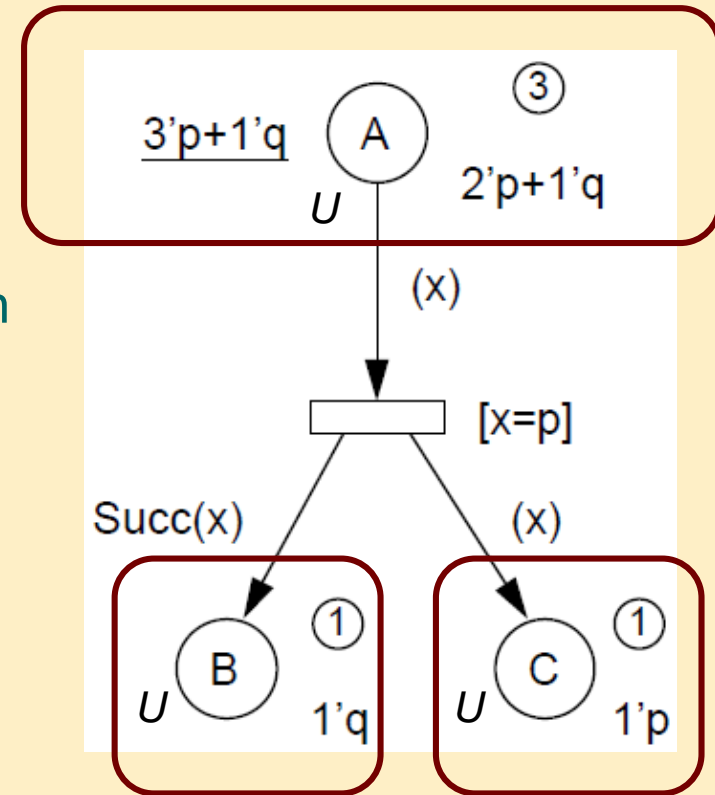 3
3’p+1’q
A
2’p+1’q
U
n
(x)
[x=p]
Succ(x)
(x)
1
1
B
C
U
1’q
U
1’p